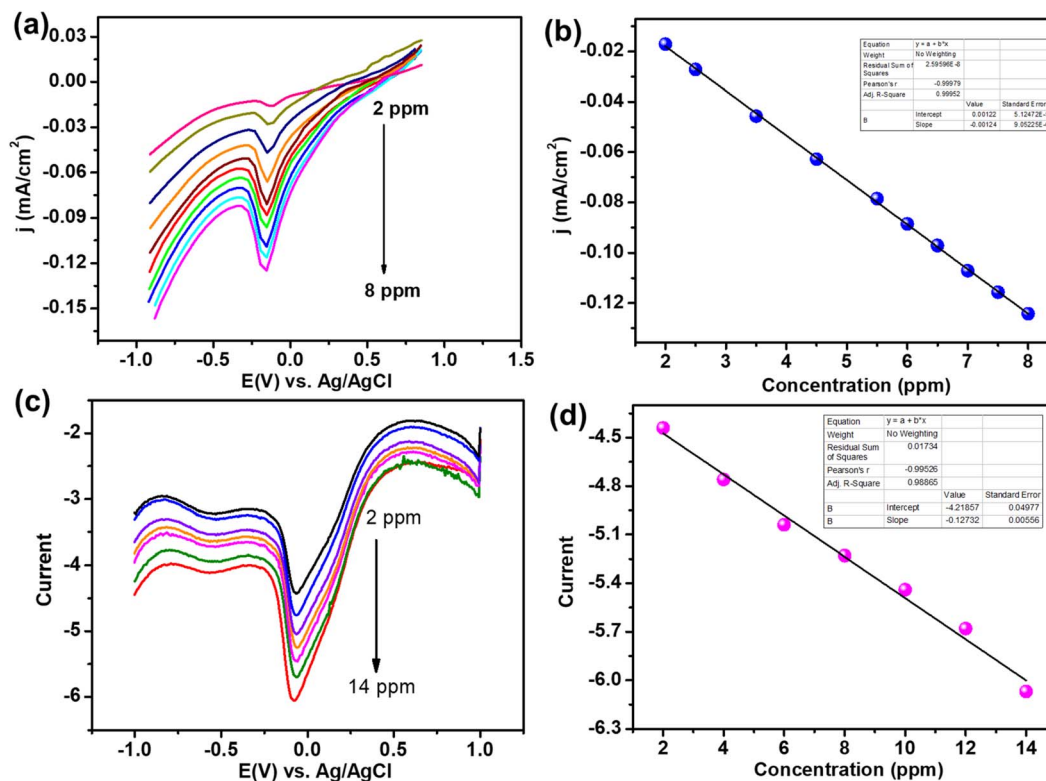 (a)
0.03
0.00
-0.03
-0.06
-0.09
-0.12
-0.15
j (mA/cm²)
2 ppm
8 ppm
-1.0 -0.5 0.0 0.5 1.0 1.5
E(V) vs. Ag/AgCl
(b)
-0.02
-0.04
-0.06
-0.08
-0.10
-0.12
j (mA/cm²)
Equation y = a + b*x
Weight No Weighting
Residual Sum of Squares 2.59596E-6
Pearson's r -0.99979
Adj. R-Square 0.99952
Value Standard Error
B Intercept 0.00122
Slope -0.00124
2 3 4 5 6 7 8
Concentration (ppm)
(c)
-2
-3
-4
-5
-6
Current
2 ppm
14 ppm
-1.0 -0.5 0.0 0.5 1.0
E(V) vs. Ag/AgCl
(d)
-4.5
-4.8
-5.1
-5.4
-5.7
-6.0
-6.3
Current
Equation y = a + b*x
Weight No Weighting
Residual Sum of Squares 0.01734
Pearson's r -0.99526
Adj. R-Square 0.98865
Value Standard Error
B Intercept -4.21857 0.04977
B Slope -0.12732 0.00556
2 4 6 8 10 12 14
Concentration (ppm)